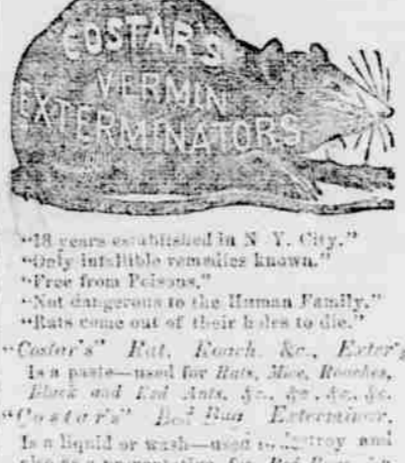 COSTAR'S
VERMIN
EXTERMINATORS
"18 years established in N Y. City."
"Only infallible remedies known."
"Free from Poisons."
"Not dangerous to the Human Family."
"Rats come out of their holes to die."
"Costar's" Rat, Roach, &c., Exter's
Is a paste—used for Rats, Mice, Roaches,
Black and Red Ants, &c., &c., &c., &c.
"Costar's" Bed Bug Exterminator.
Is a liquid or wash—used to destroy and